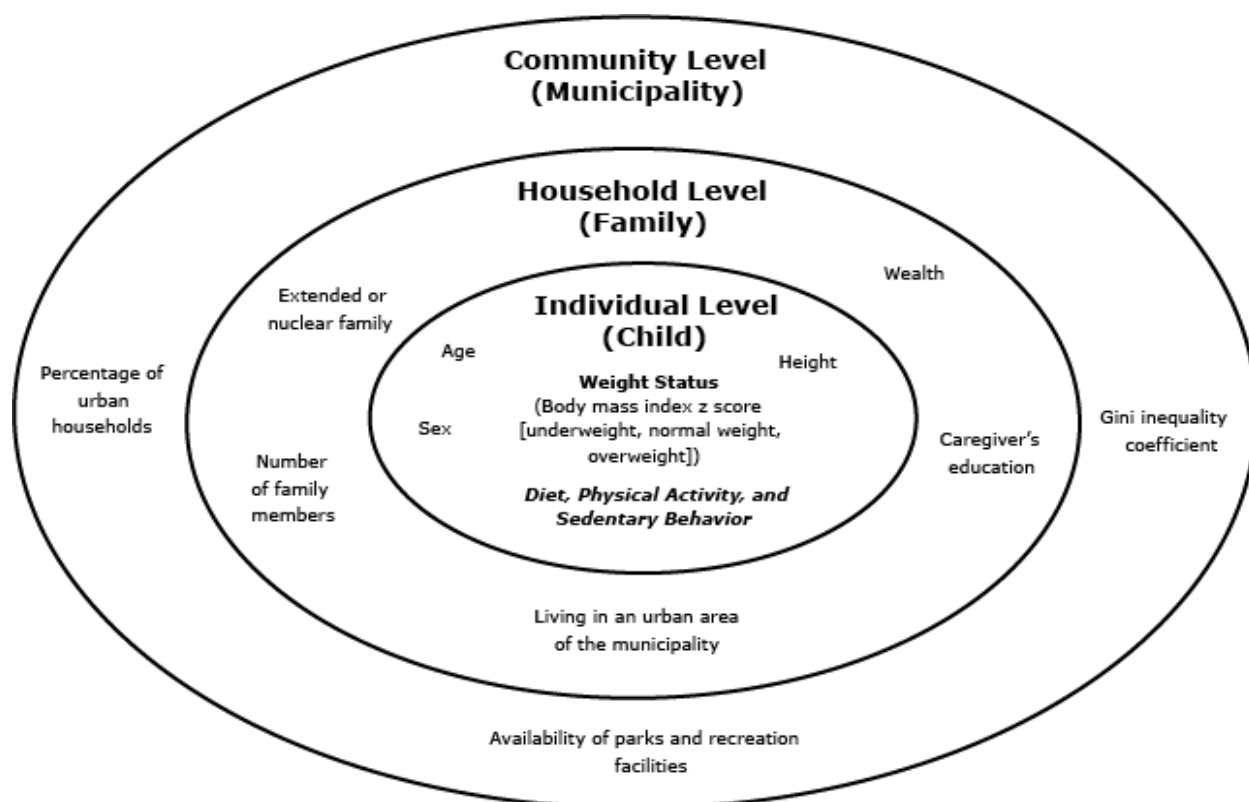 Community Level
(Municipality)
Household Level
(Family)
Wealth
Extended or
nuclear family
Individual Level
(Child)
Age
Height
Percentage of
urban
households
Weight Status
(Body mass index z score
[underweight, normal weight,
overweight])
Sex
Gini inequality
coefficient
Caregiver's
education
Number
of family
members
Diet, Physical Activity, and
Sedentary Behavior
Living in an urban area
of the municipality
Availability of parks and recreation
facilities